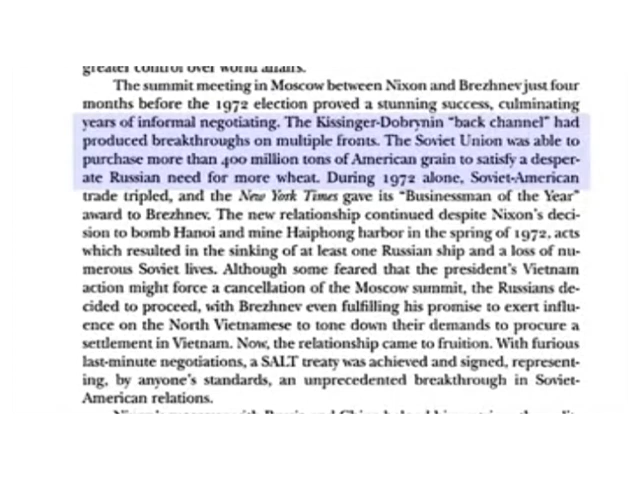 greater control over world affairs.
The summit meeting in Moscow between Nixon and Brezhnev just four
months before the 1972 election proved a stunning success, culminating
years of informal negotiating. The Kissinger-Dobrynin "back channel" had
produced breakthroughs on multiple fronts. The Soviet Union was able to
purchase more than 400 million tons of American grain to satisfy a desper-
ate Russian need for more wheat. During 1972 alone, Soviet-American
trade tripled, and the New York Times gave its "Businessman of the Year"
award to Brezhnev. The new relationship continued despite Nixon's deci-
sion to bomb Hanoi and mine Haiphong harbor in the spring of 1972, acts
which resulted in the sinking of at least one Russian ship and a loss of nu-
merous Soviet lives. Although some feared that the president's Vietnam
action might force a cancellation of the Moscow summit, the Russians de-
cided to proceed, with Brezhnev even fulfilling his promise to exert influ-
ence on the North Vietnamese to tone down their demands to procure a
settlement in Vietnam. Now, the relationship came to fruition. With furious
last-minute negotiations, a SALT treaty was achieved and signed, represent-
ing, by anyone's standards, an unprecedented breakthrough in Soviet-
American relations.